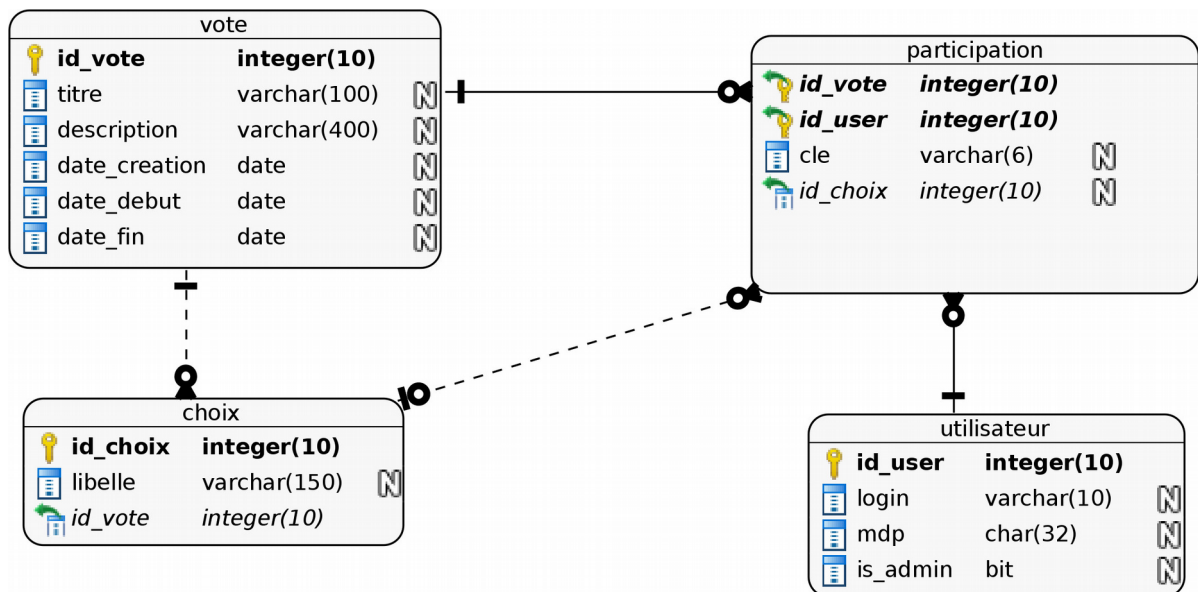 vote
id_vote integer(10)
titre varchar(100) N
description varchar(400) N
date_creation date N
date_debut date N
date_fin date N
participation
id_vote integer(10)
id_user integer(10)
cle varchar(6) N
id_choix integer(10) N
choix
id_choix integer(10)
libelle varchar(150) N
id_vote integer(10)
utilisateur
id_user integer(10)
login varchar(10) N
mdp char(32) N
is_admin bit N